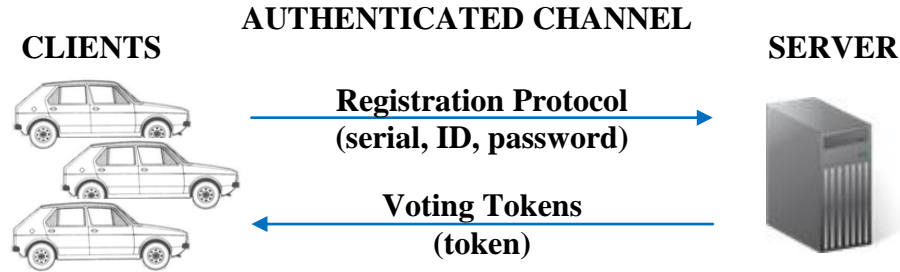 AUTHENTICATED CHANNEL
CLIENTS
SERVER
Registration Protocol
(serial, ID, password)
Voting Tokens
(token)